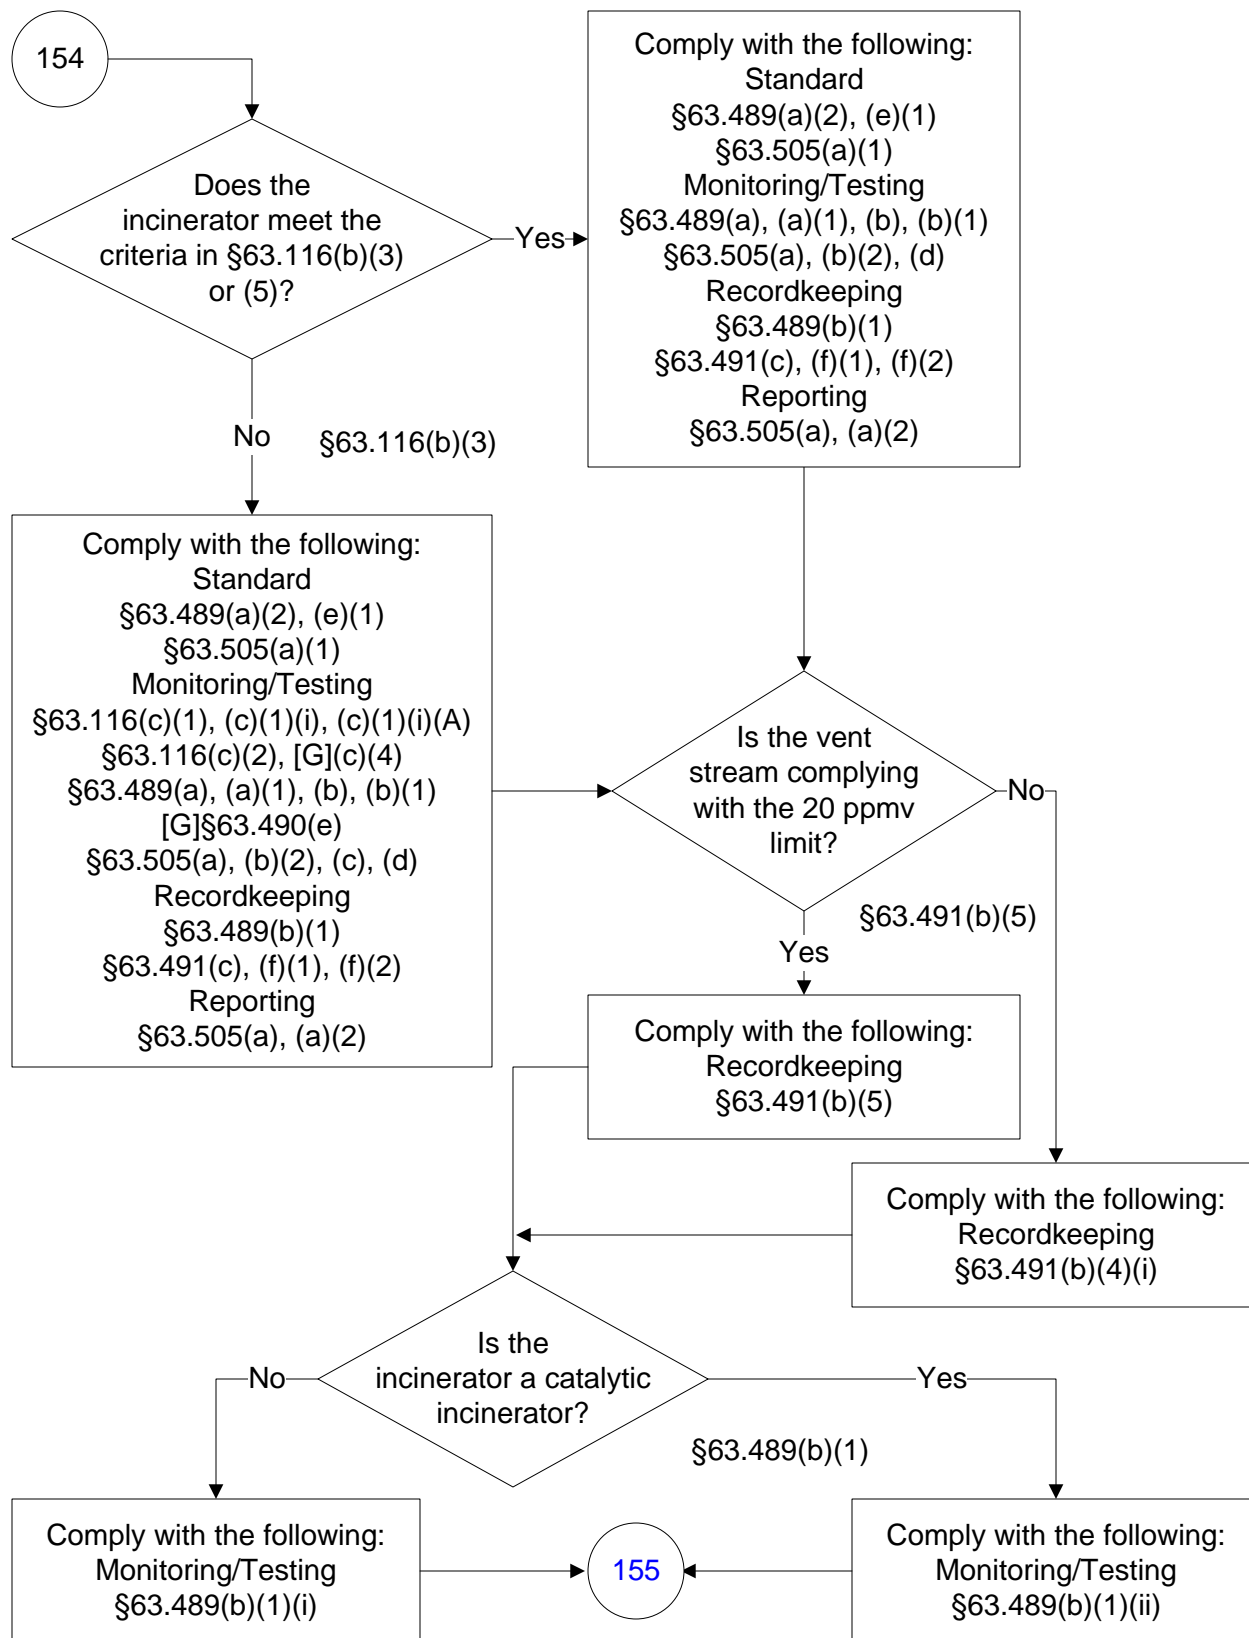 154
Does the
incinerator meet the
criteria in §63.116(b)(3)
or (5)?
Yes
Comply with the following:
Standard
§63.489(a)(2), (e)(1)
§63.505(a)(1)
Monitoring/Testing
§63.489(a), (a)(1), (b), (b)(1)
§63.505(a), (b)(2), (d)
Recordkeeping
§63.489(b)(1)
§63.491(c), (f)(1), (f)(2)
Reporting
§63.505(a), (a)(2)
No
§63.116(b)(3)
Comply with the following:
Standard
§63.489(a)(2), (e)(1)
§63.505(a)(1)
Monitoring/Testing
§63.116(c)(1), (c)(1)(i), (c)(1)(i)(A)
§63.116(c)(2), [G](c)(4)
§63.489(a), (a)(1), (b), (b)(1)
[G]§63.490(e)
§63.505(a), (b)(2), (c), (d)
Recordkeeping
§63.489(b)(1)
§63.491(c), (f)(1), (f)(2)
Reporting
§63.505(a), (a)(2)
Is the vent
stream complying
with the 20 ppmv
limit?
No
§63.491(b)(5)
Yes
Comply with the following:
Recordkeeping
§63.491(b)(5)
Comply with the following:
Recordkeeping
§63.491(b)(4)(i)
Is the
incinerator a catalytic
incinerator?
No
Yes
§63.489(b)(1)
Comply with the following:
Monitoring/Testing
§63.489(b)(1)(i)
155
Comply with the following:
Monitoring/Testing
§63.489(b)(1)(ii)